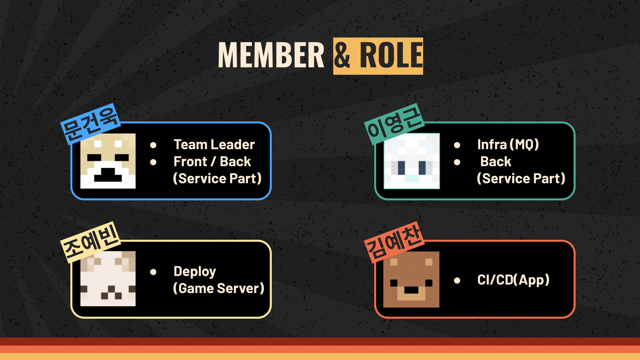 MEMBER & ROLE
문건욱
● Team Leader
● Front / Back
(Service Part)
이영근
● Infra (MQ)
● Back
(Service Part)
조예빈
● Deploy
(Game Server)
김예찬
● CI/CD(App)